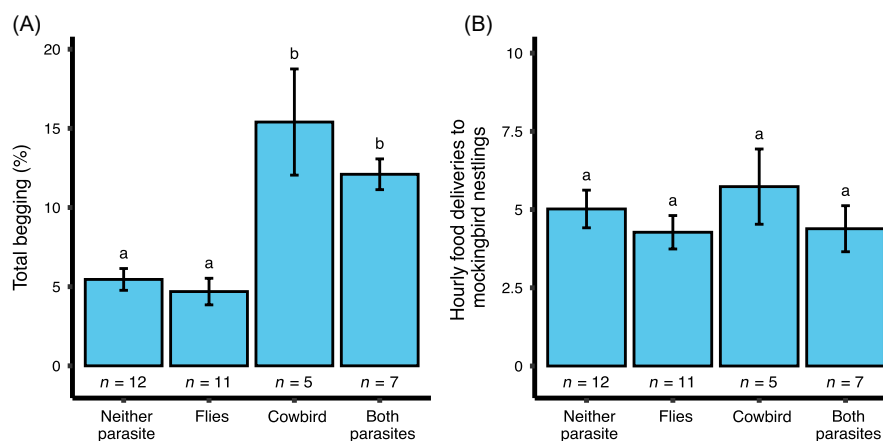 (A)
Total begging (%)
20
15
10
5
0
a
a
b
b
n = 12
n = 11
n = 5
n = 7
Neither
parasite
Flies
Cowbird
Both
parasites
(B)
Hourly food deliveries to
mockingbird nestlings
10
7.5
5
2.5
0
a
a
a
a
n = 12
n = 11
n = 5
n = 7
Neither
parasite
Flies
Cowbird
Both
parasites